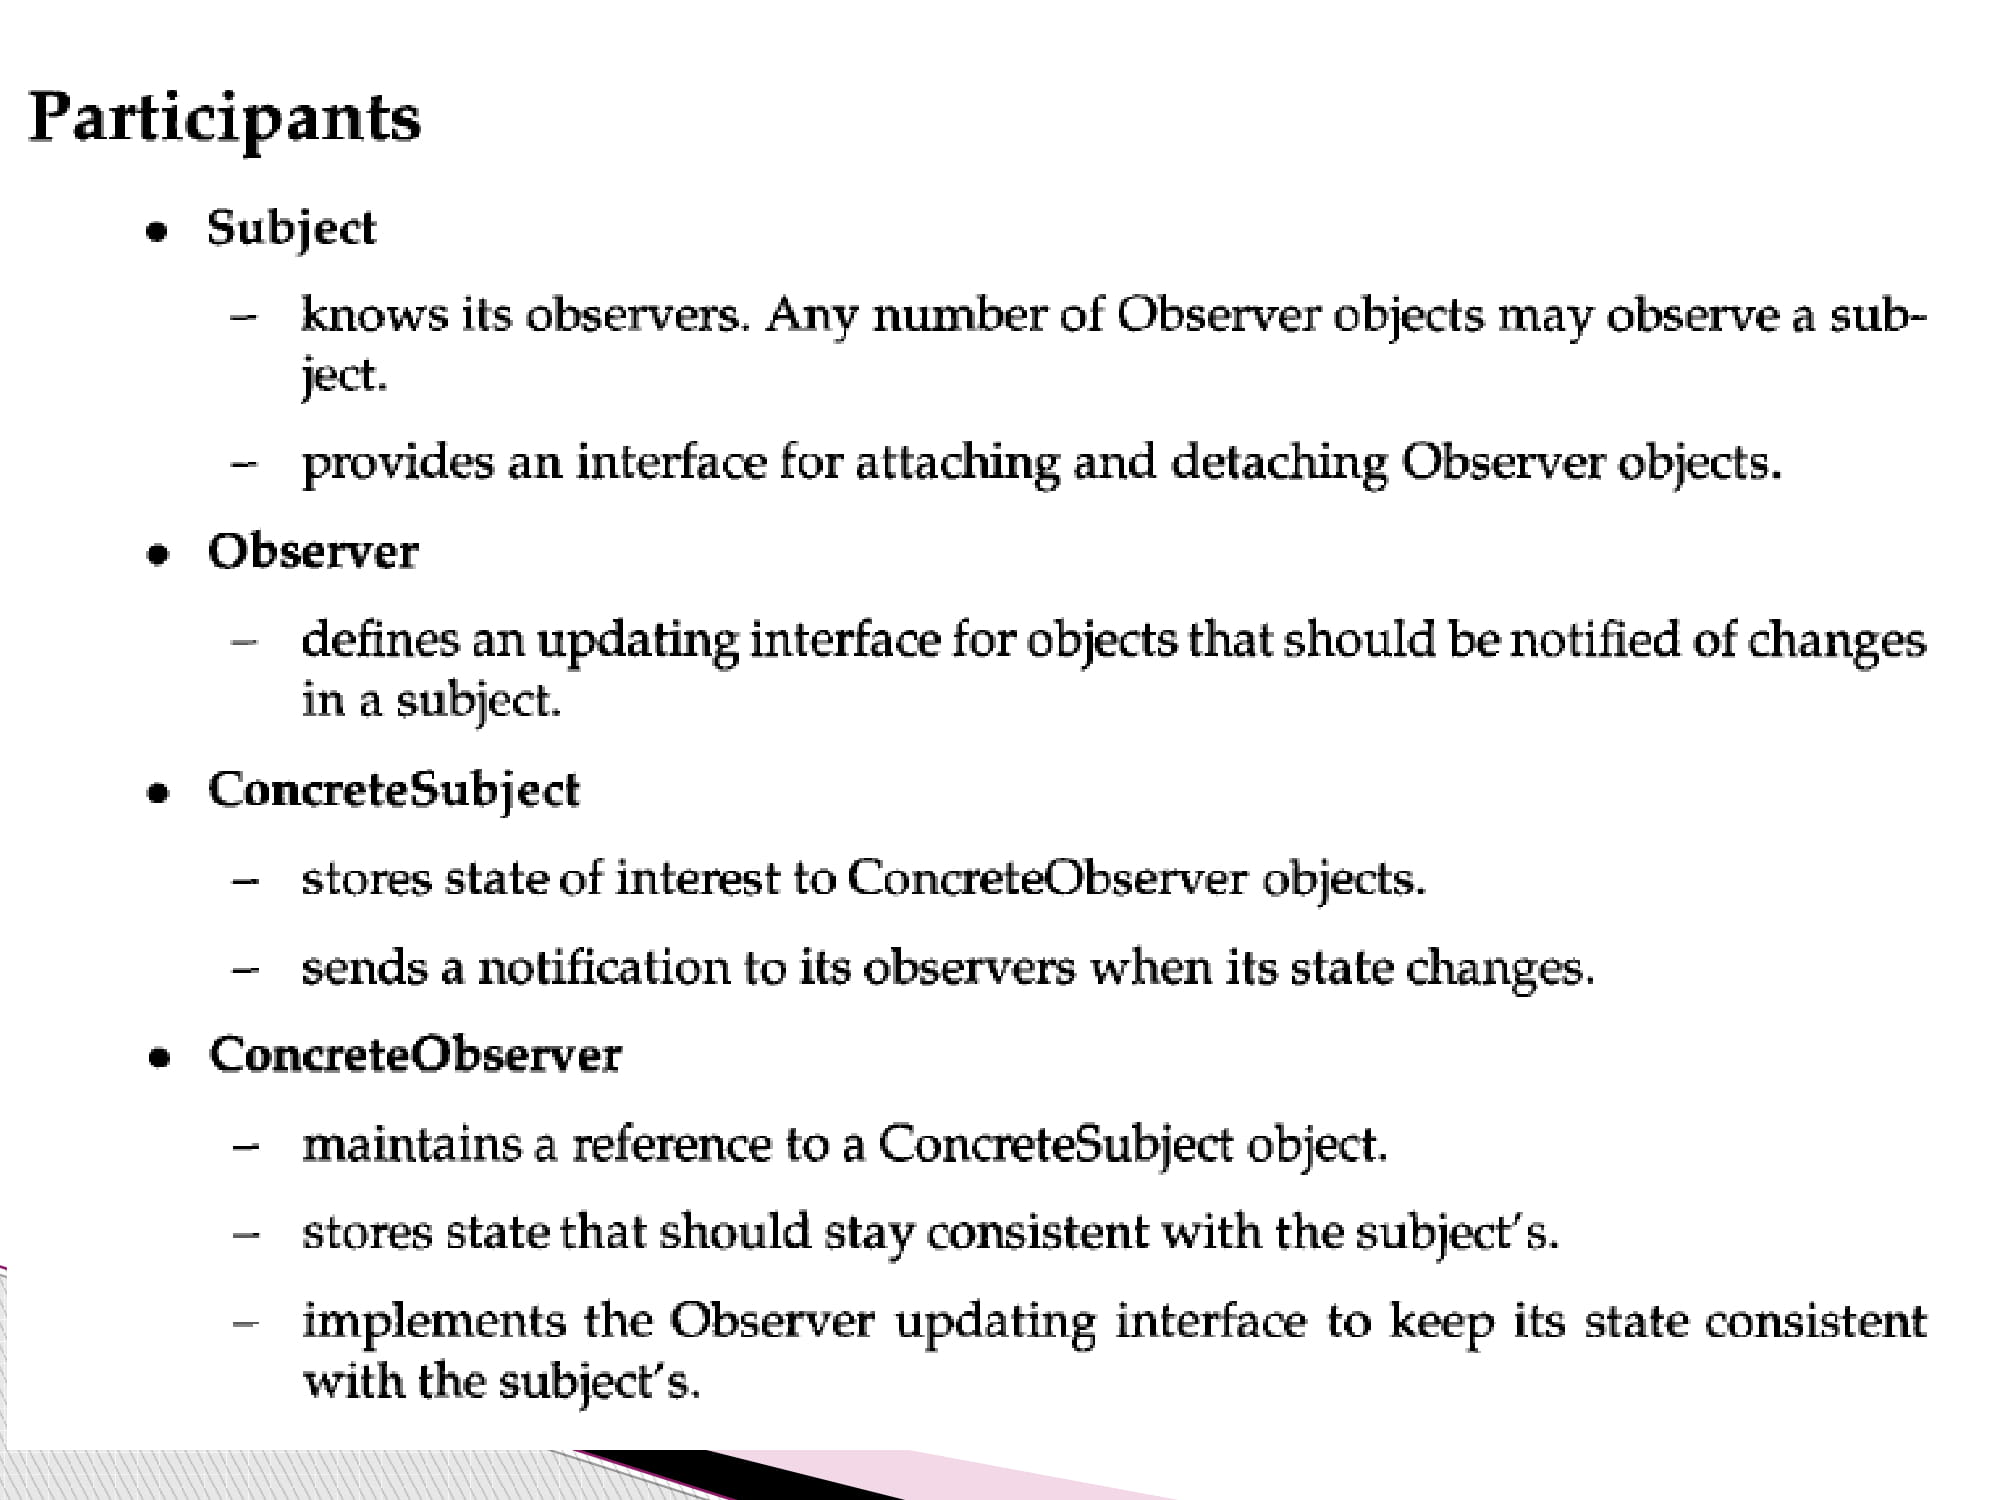 Participants
• Subject
– knows its observers. Any number of Observer objects may observe a sub-
ject.
– provides an interface for attaching and detaching Observer objects.
• Observer
– defines an updating interface for objects that should be notified of changes
in a subject.
• ConcreteSubject
– stores state of interest to ConcreteObserver objects.
– sends a notification to its observers when its state changes.
• ConcreteObserver
– maintains a reference to a ConcreteSubject object.
– stores state that should stay consistent with the subject's.
– implements the Observer updating interface to keep its state consistent
with the subject's.